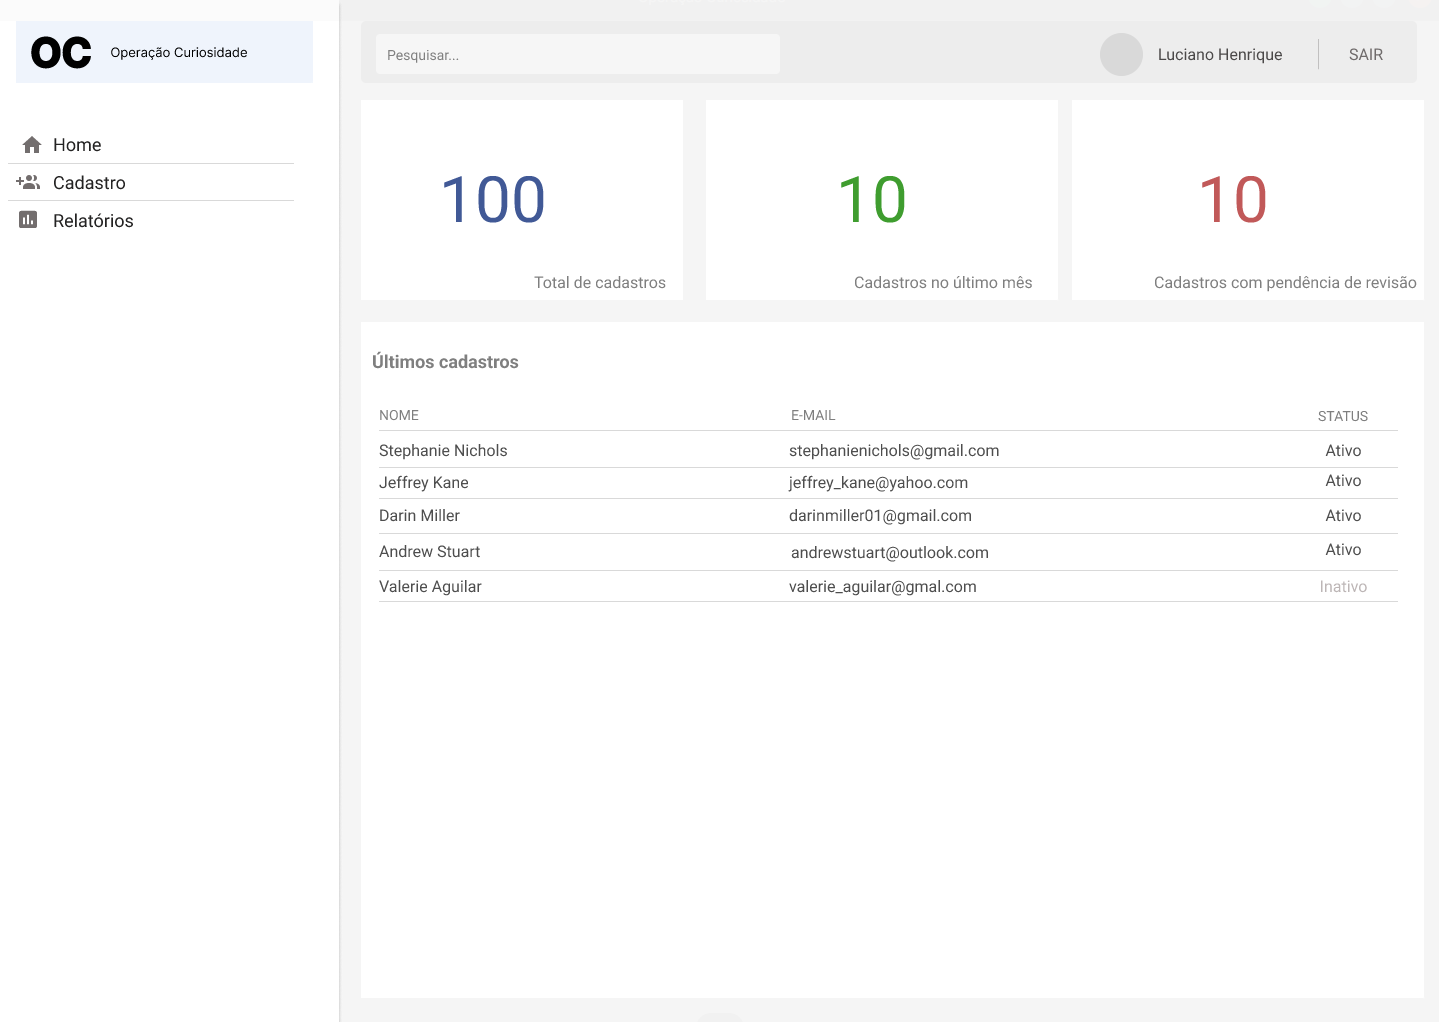 OC Operação Curiosidade
Home
Cadastro
Relatórios
Pesquisar...
Luciano Henrique
SAIR
100
Total de cadastros
10
Cadastros no último mês
10
Cadastros com pendência de revisão
Últimos cadastros
NOME E-MAIL STATUS
Stephanie Nichols stephanienichols@gmail.com Ativo
Jeffrey Kane jeffrey_kane@yahoo.com Ativo
Darin Miller darinmiller01@gmail.com Ativo
Andrew Stuart andrewstuart@outlook.com Ativo
Valerie Aguilar valerie_aguilar@gmal.com Inativo